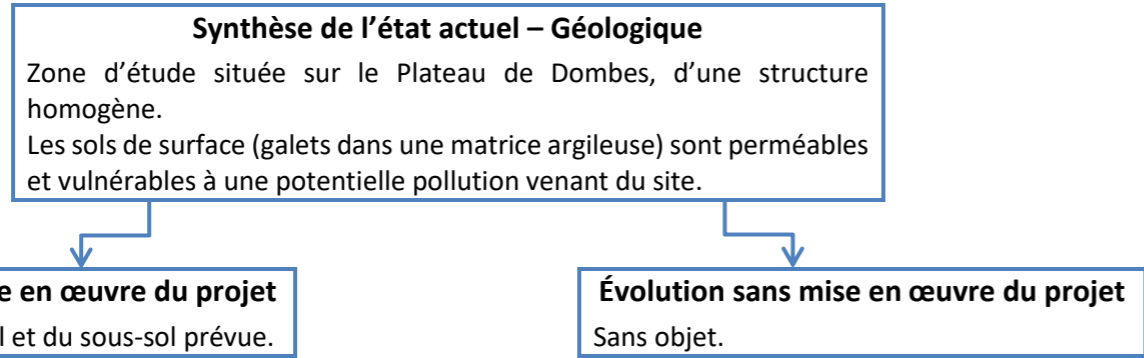 Synthèse de l’état actuel – Géologique
Zone d’étude située sur le Plateau de Dombes, d’une structure
homogène.
Les sols de surface (galets dans une matrice argileuse) sont perméables
et vulnérables à une potentielle pollution venant du site.
en œuvre du projet
et du sous-sol prévue.
Évolution sans mise en œuvre du projet
Sans objet.